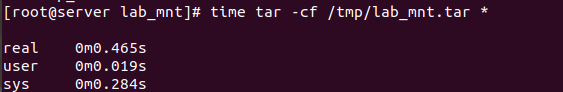 [root@server lab_mnt]# time tar -cf /tmp/lab_mnt.tar *
real 0m0.465s
user 0m0.019s
sys 0m0.284s